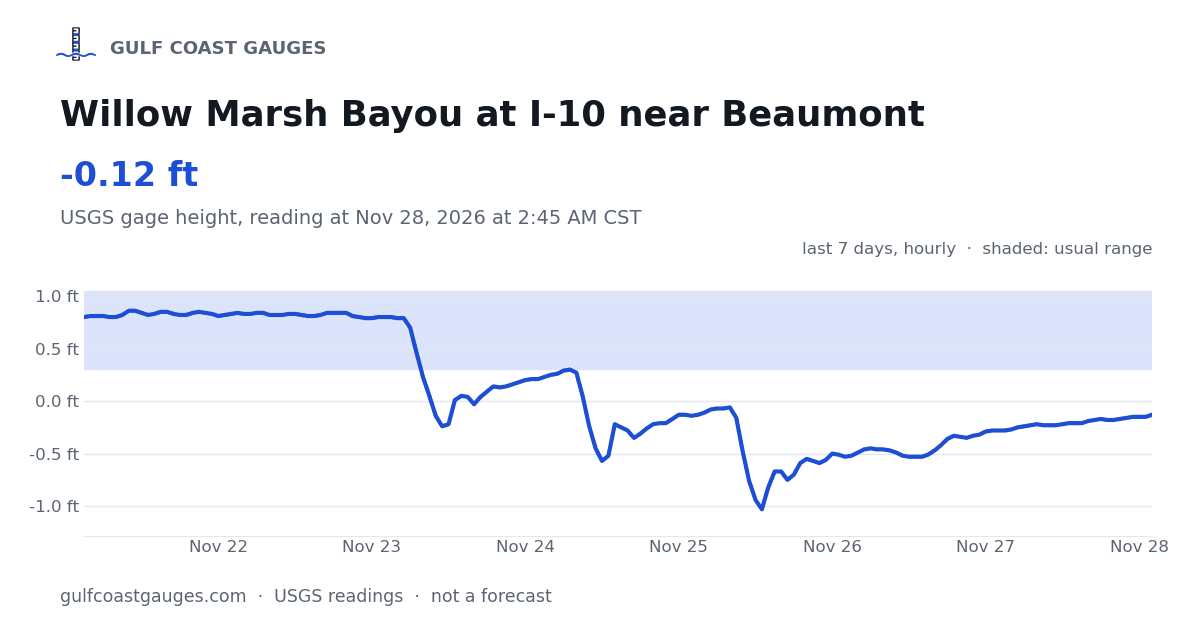 GULF COAST GAUGES
Willow Marsh Bayou at I-10 near Beaumont
-0.12 ft
USGS gage height, reading at Nov 28, 2026 at 2:45 AM CST
last 7 days, hourly · shaded: usual range
1.0 ft
0.5 ft
0.0 ft
-0.5 ft
-1.0 ft
Nov 22 Nov 23 Nov 24 Nov 25 Nov 26 Nov 27 Nov 28
gulfcoastgauges.com · USGS readings · not a forecast